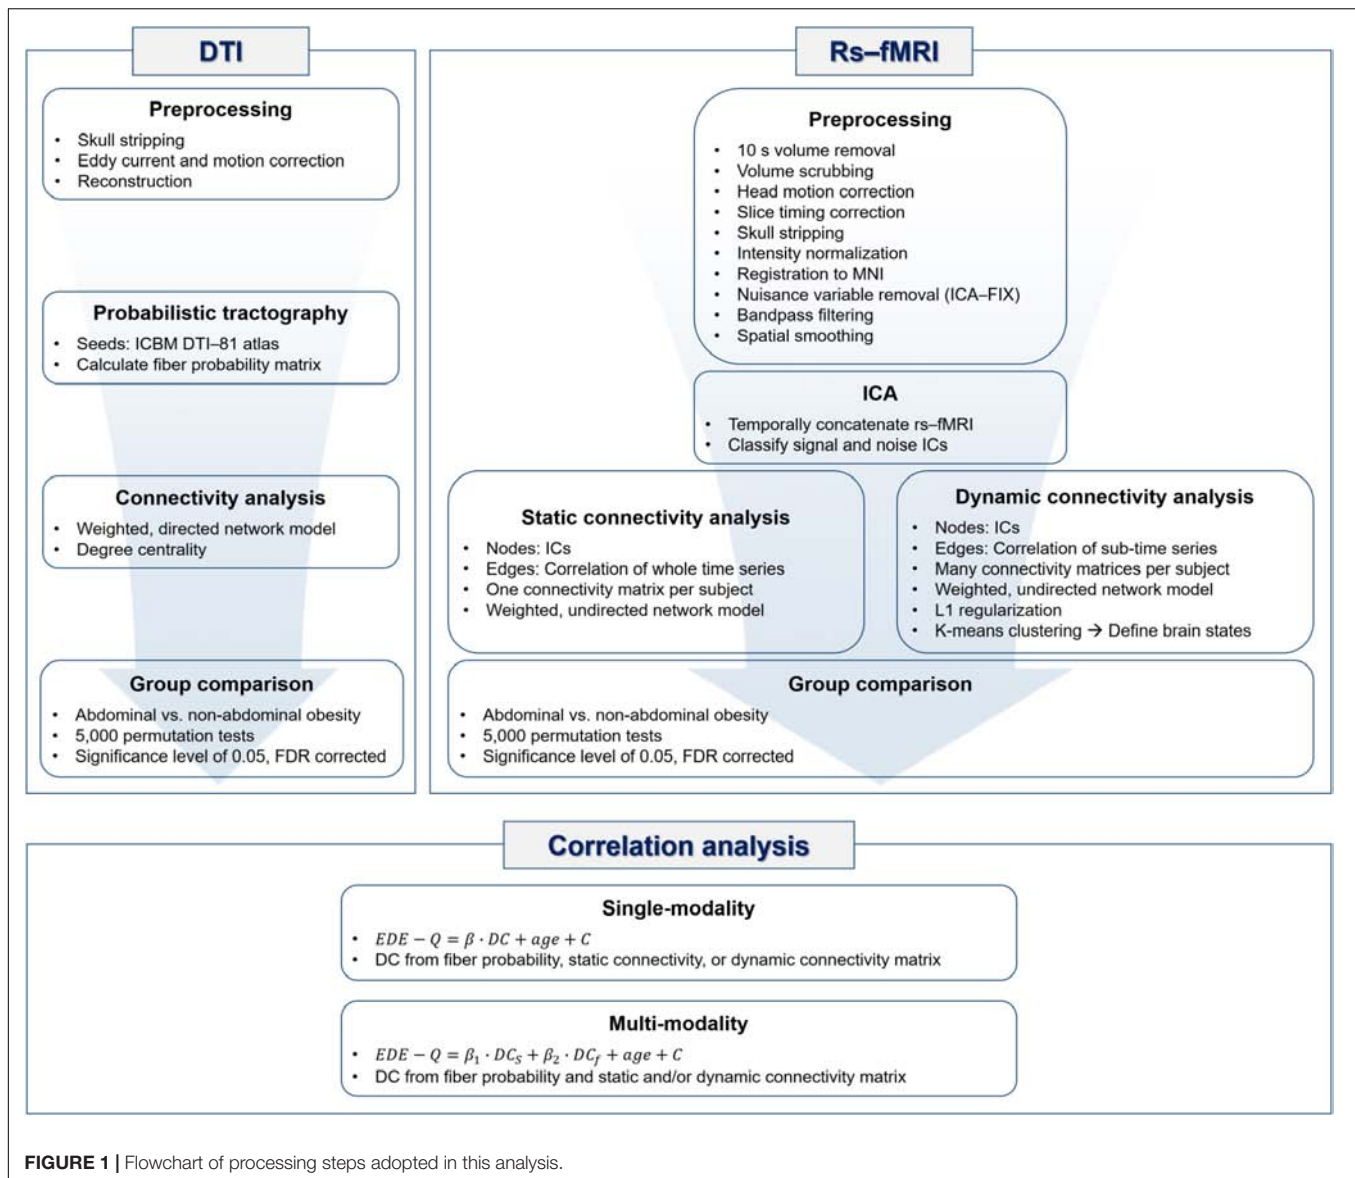 DTI
Preprocessing
• Skull stripping
• Eddy current and motion correction
• Reconstruction
Probabilistic tractography
• Seeds: ICBM DTI–81 atlas
• Calculate fiber probability matrix
Connectivity analysis
• Weighted, directed network model
• Degree centrality
Group comparison
• Abdominal vs. non-abdominal obesity
• 5,000 permutation tests
• Significance level of 0.05, FDR corrected
Rs–fMRI
Preprocessing
• 10 s volume removal
• Volume scrubbing
• Head motion correction
• Slice timing correction
• Skull stripping
• Intensity normalization
• Registration to MNI
• Nuisance variable removal (ICA–FIX)
• Bandpass filtering
• Spatial smoothing
ICA
• Temporally concatenate rs–fMRI
• Classify signal and noise ICs
Static connectivity analysis
• Nodes: ICs
• Edges: Correlation of whole time series
• One connectivity matrix per subject
• Weighted, undirected network model
Dynamic connectivity analysis
• Nodes: ICs
• Edges: Correlation of sub-time series
• Many connectivity matrices per subject
• Weighted, undirected network model
• L1 regularization
• K-means clustering → Define brain states
Group comparison
• Abdominal vs. non-abdominal obesity
• 5,000 permutation tests
• Significance level of 0.05, FDR corrected
Correlation analysis
Single-modality
• EDE − Q = β · DC + age + C
• DC from fiber probability, static connectivity, or dynamic connectivity matrix
Multi-modality
• EDE − Q = β₁ · DC_S + β₂ · DC_f + age + C
• DC from fiber probability and static and/or dynamic connectivity matrix
FIGURE 1 | Flowchart of processing steps adopted in this analysis.